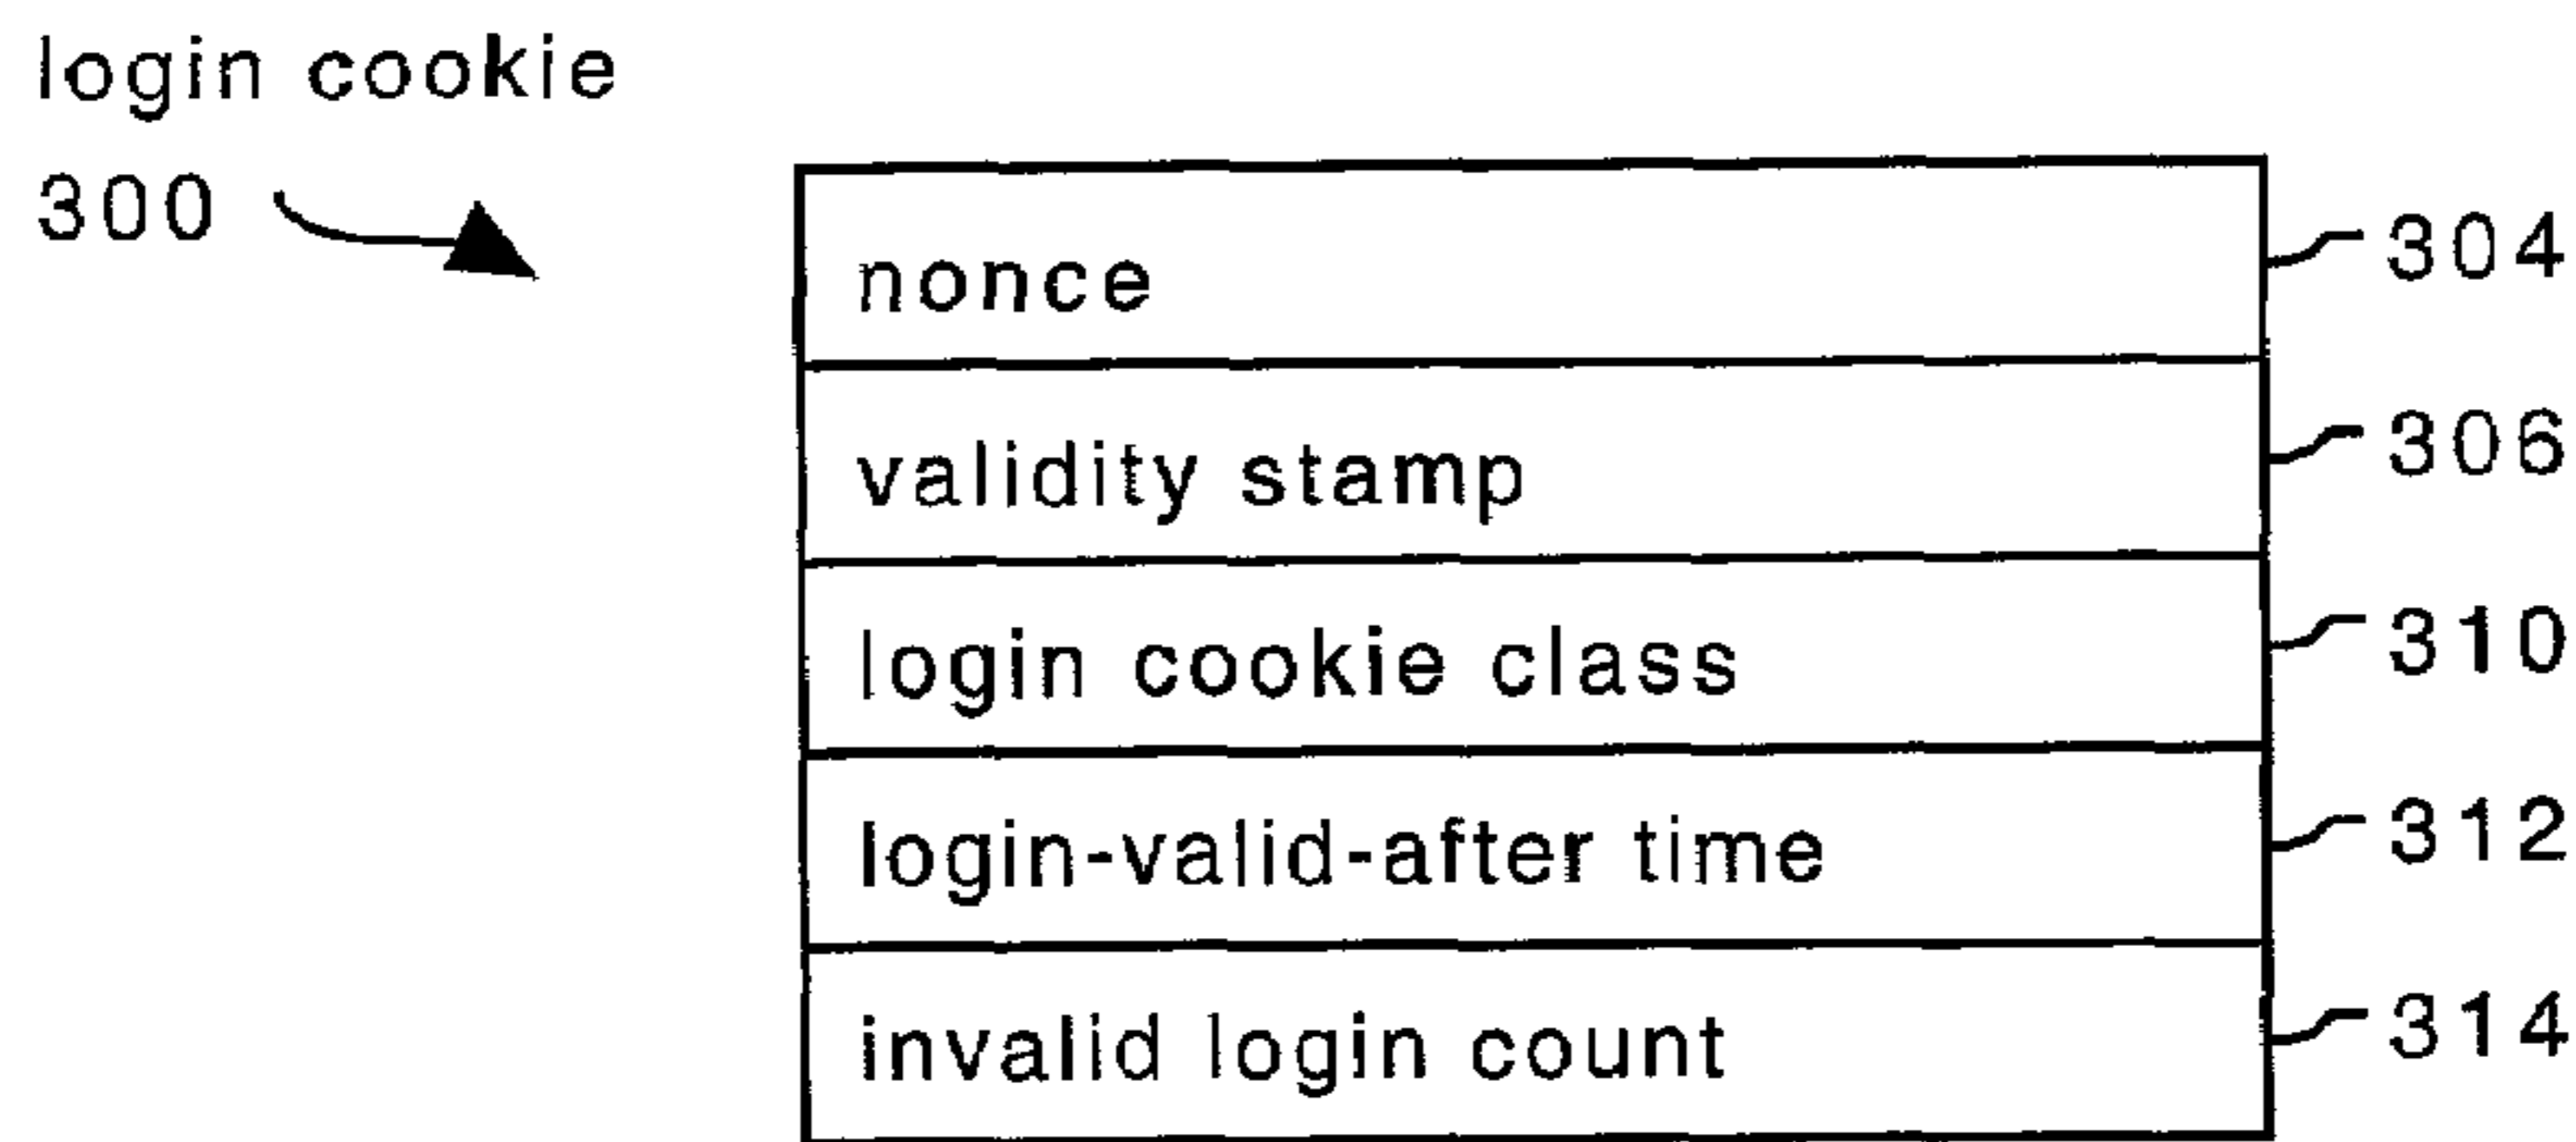 login cookie
300
nonce 304
validity stamp 306
login cookie class 310
login-valid-after time 312
invalid login count 314